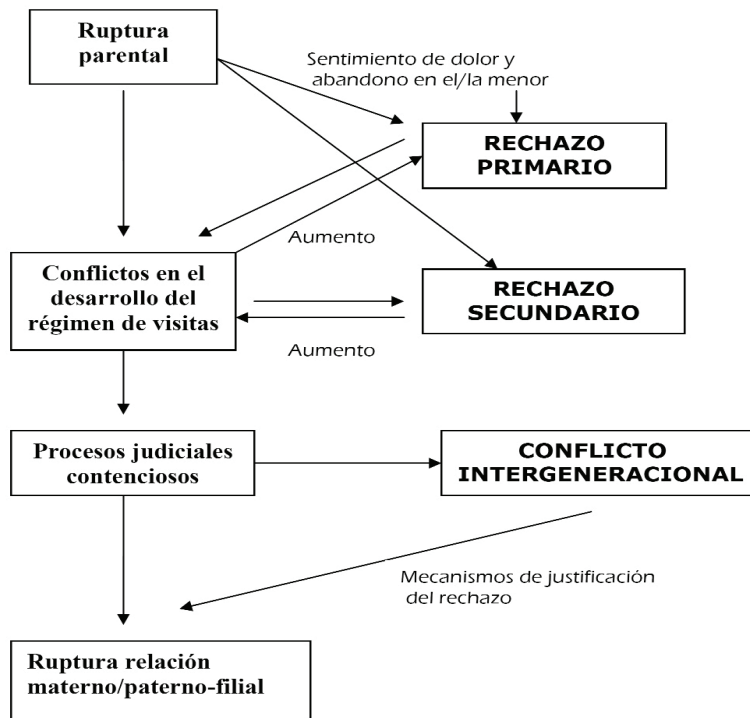 Ruptura
parental
Sentimiento de dolor y
abandono en el/la menor
RECHAZO
PRIMARIO
Aumento
Conflictos en el
desarrollo del
régimen de visitas
RECHAZO
SECUNDARIO
Aumento
Procesos judiciales
contenciosos
CONFLICTO
INTERGENERACIONAL
Mecanismos de justificación
del rechazo
Ruptura relación
materno/paterno-filial